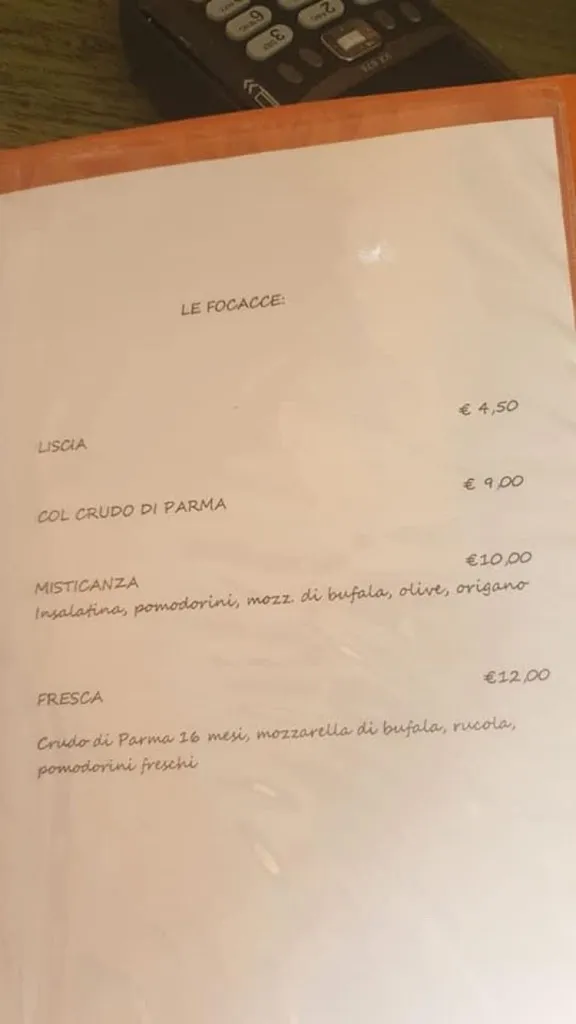 LE FOCACCE:
LISCIA € 4,50
COL CRUDO DI PARMA € 9,00
MISTICANZA €10,00
Insalatina, pomodorini, mozz. di bufala, olive, origano
FRESCA €12,00
Crudo di Parma 16 mesi, mozzarella di bufala, rucola,
pomodorini freschi